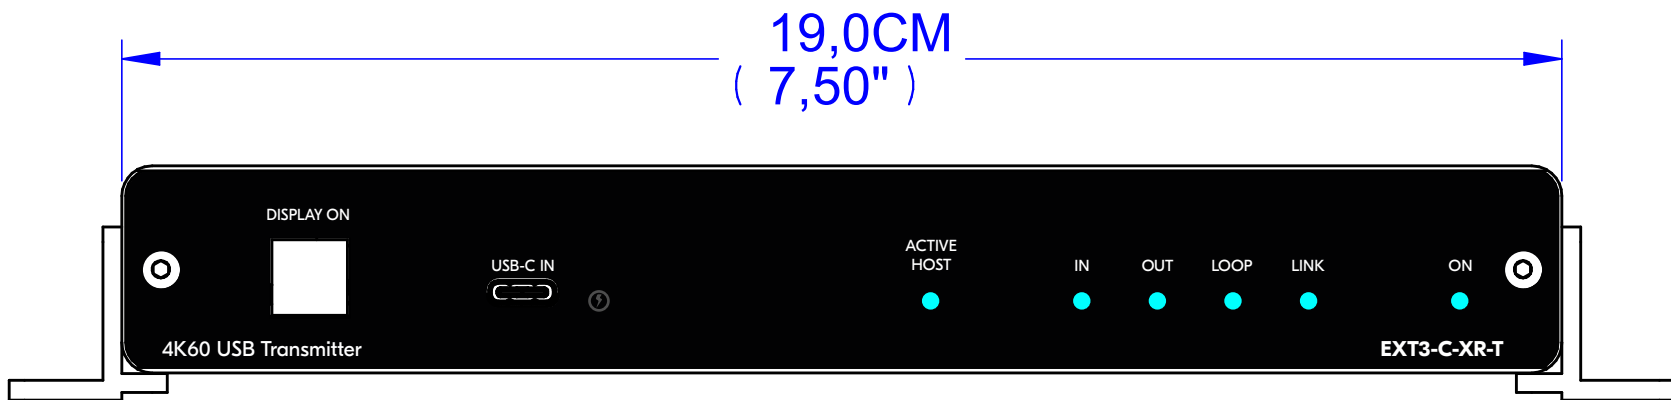 19,0CM
( 7,50" )
DISPLAY ON
USB-C IN
ACTIVE
HOST
IN
OUT
LOOP
LINK
ON
4K60 USB Transmitter
EXT3-C-XR-T